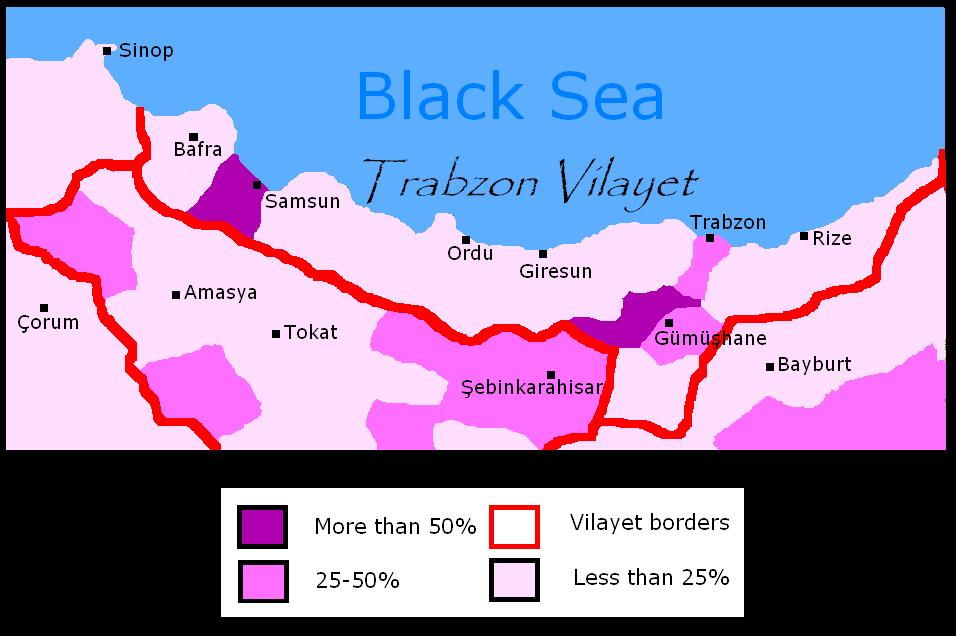 Sinop
Black Sea
Bafra
Trabzon Vilayet
Samsun
Trabzon
Rize
Ordu
Giresun
Amasya
Çorum
Tokat
Gümüşhane
Bayburt
Şebinkarahisar
More than 50%
Vilayet borders
25-50%
Less than 25%